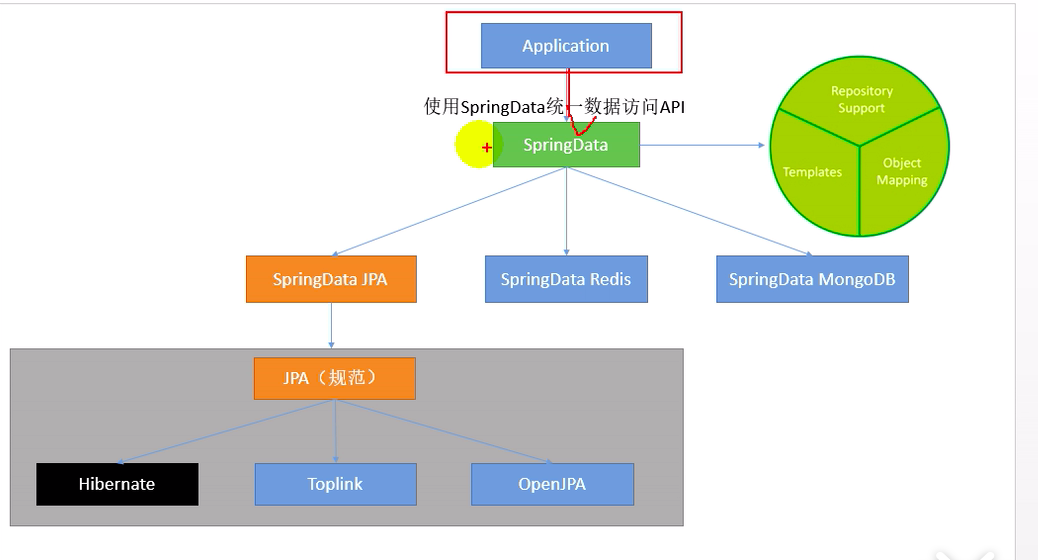 Application
使用SpringData统一数据访问API
SpringData
Repository
Support
Templates
Object
Mapping
SpringData JPA
SpringData Redis
SpringData MongoDB
JPA（规范）
Hibernate
Toplink
OpenJPA